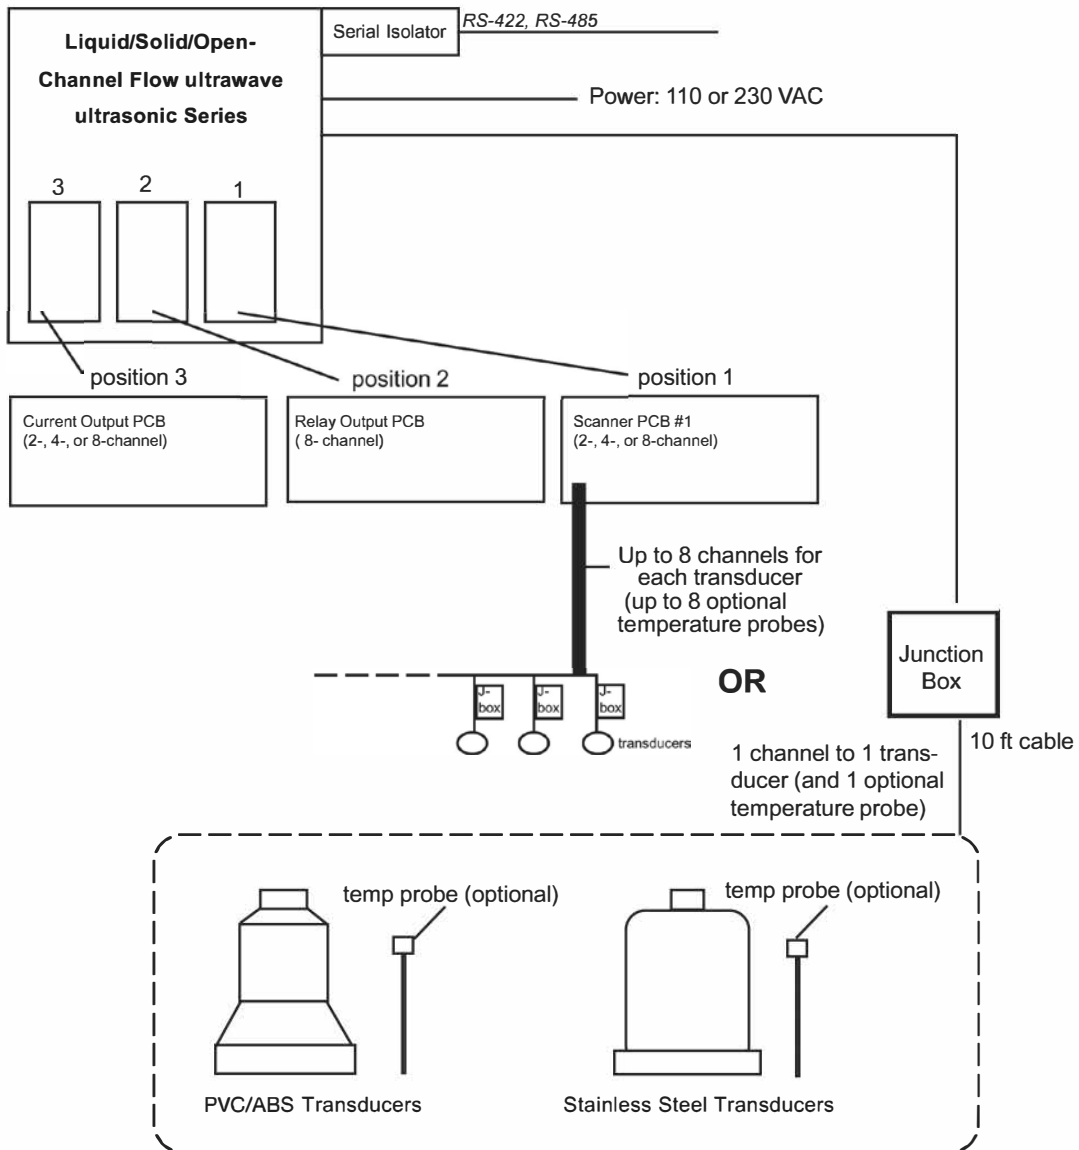 Liquid/Solid/Open-
Channel Flow ultrawave
ultrasonic Series
Serial Isolator
RS-422, RS-485
Power: 110 or 230 VAC
3
2
1
position 3
position 2
position 1
Current Output PCB
(2-, 4-, or 8-channel)
Relay Output PCB
( 8- channel)
Scanner PCB #1
(2-, 4-, or 8-channel)
Up to 8 channels for
each transducer
(up to 8 optional
temperature probes)
OR
Junction
Box
J-
box
J-
box
J-
box
transducers
1 channel to 1 trans-
ducer (and 1 optional
temperature probe)
10 ft cable
temp probe (optional)
temp probe (optional)
PVC/ABS Transducers
Stainless Steel Transducers